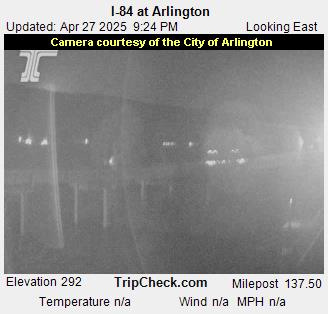 I-84 at Arlington
Updated: Apr 27 2025 9:24 PM Looking East
Camera courtesy of the City of Arlington
Elevation 292 TripCheck.com Milepost 137.50
Temperature n/a Wind n/a MPH n/a